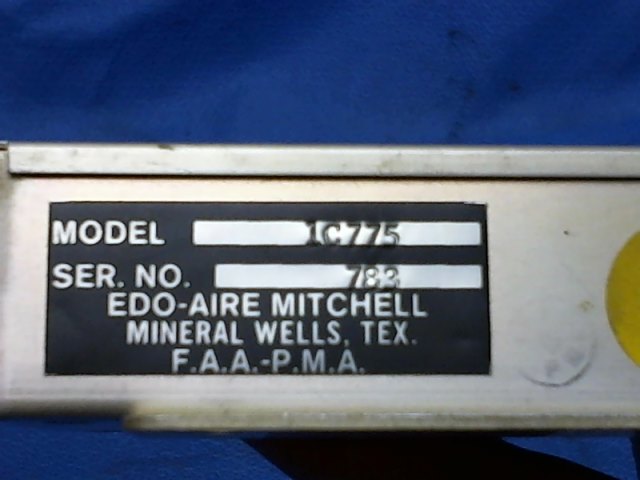 MODEL 1C775
SER. NO. 783
EDO-AIRE MITCHELL
MINERAL WELLS, TEX.
F.A.A.-P.M.A.